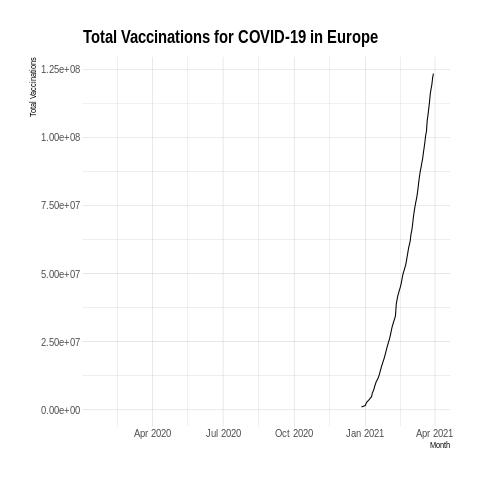 Total Vaccinations for COVID-19 in Europe
Total Vaccinations
1.25e+08
1.00e+08
7.50e+07
5.00e+07
2.50e+07
0.00e+00
Apr 2020 Jul 2020 Oct 2020 Jan 2021 Apr 2021
Month